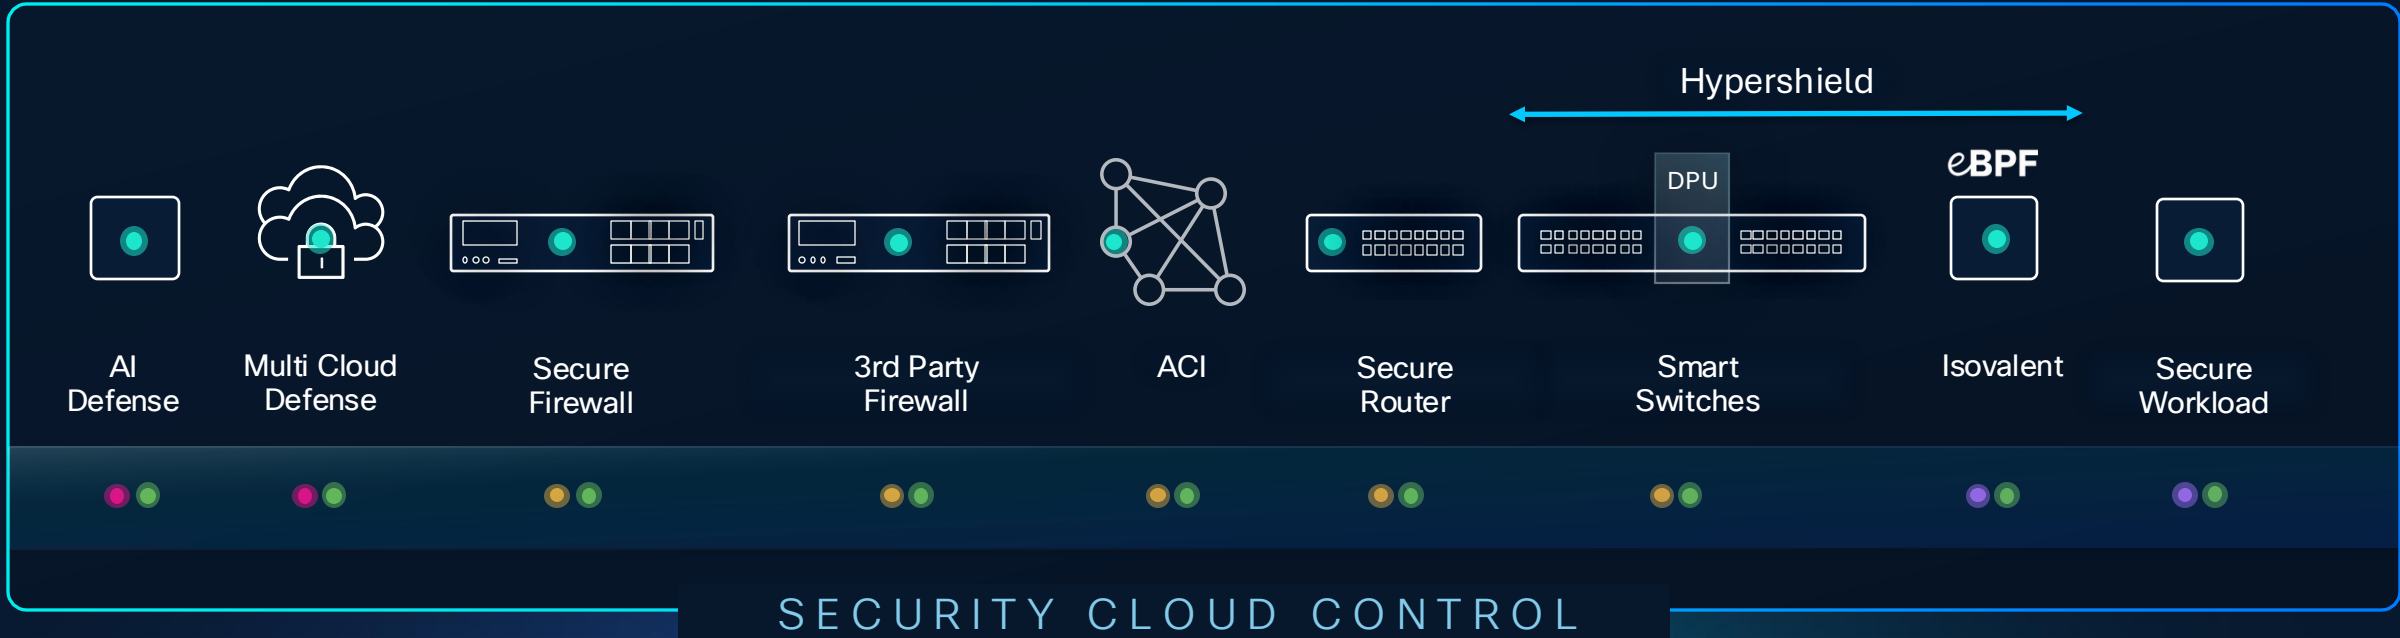 Hypershield
DPU
eBPF
AI
Defense
Multi Cloud
Defense
Secure
Firewall
3rd Party
Firewall
ACI
Secure
Router
Smart
Switches
Isovalent
Secure
Workload
SECURITY CLOUD CONTROL